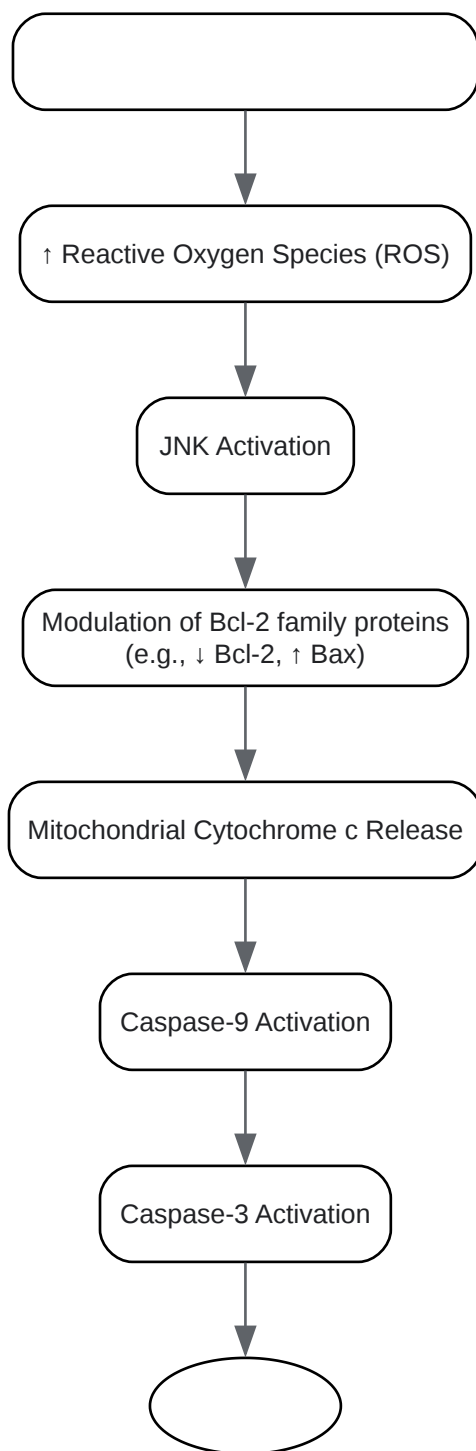 ↑ Reactive Oxygen Species (ROS)
JNK Activation
Modulation of Bcl-2 family proteins
(e.g., ↓ Bcl-2, ↑ Bax)
Mitochondrial Cytochrome c Release
Caspase-9 Activation
Caspase-3 Activation